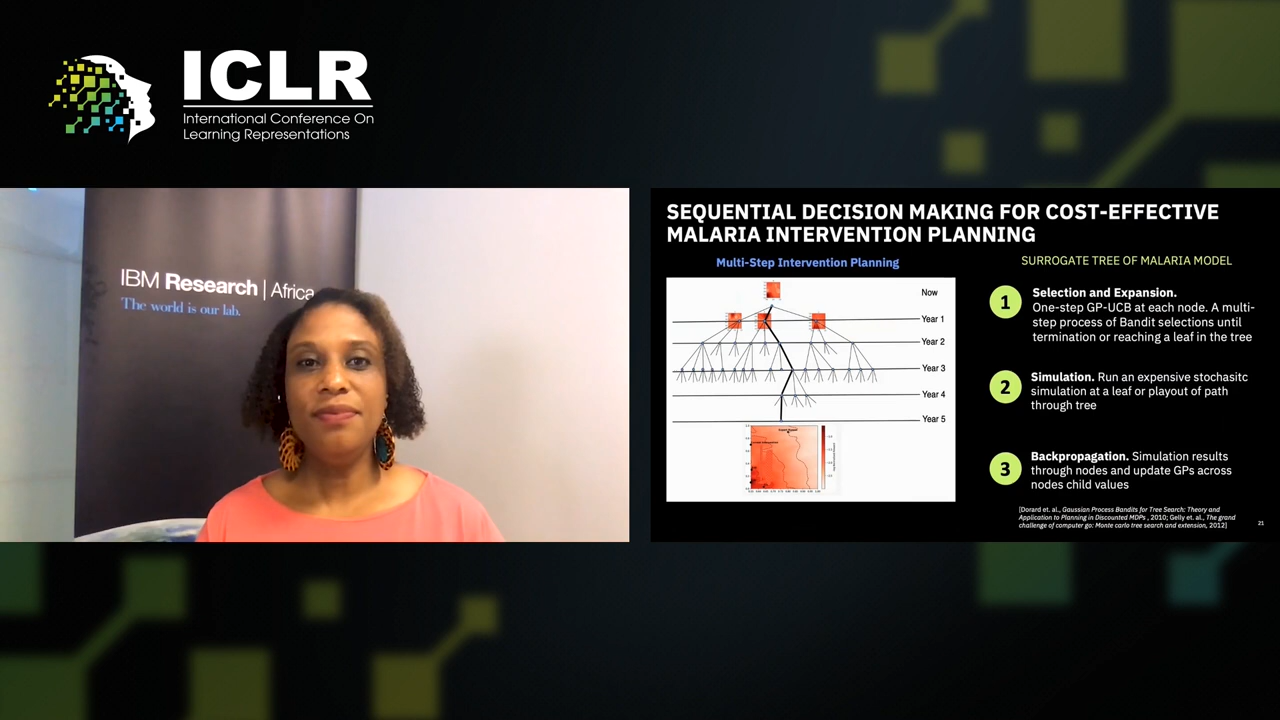 ICLR
International Conference On
Learning Representations
IBM Research | Africa
The world is our lab.
SEQUENTIAL DECISION MAKING FOR COST-EFFECTIVE
MALARIA INTERVENTION PLANNING
Multi-Step Intervention Planning
Now
Year 1
Year 2
Year 3
Year 4
Year 5
SURROGATE TREE OF MALARIA MODEL
1
Selection and Expansion.
One-step GP-UCB at each node. A multi-
step process of Bandit selections until
termination or reaching a leaf in the tree
2
Simulation. Run an expensive stochasitc
simulation at a leaf or playout of path
through tree
3
Backpropagation. Simulation results
through nodes and update GPs across
nodes child values
[Dorard et. al., Gaussian Process Bandits for Tree Search: Theory and
Application to Planning in Discounted MDPs , 2010; Gelly et. al., The grand
challenge of computer go: Monte carlo tree search and extension, 2012]
21